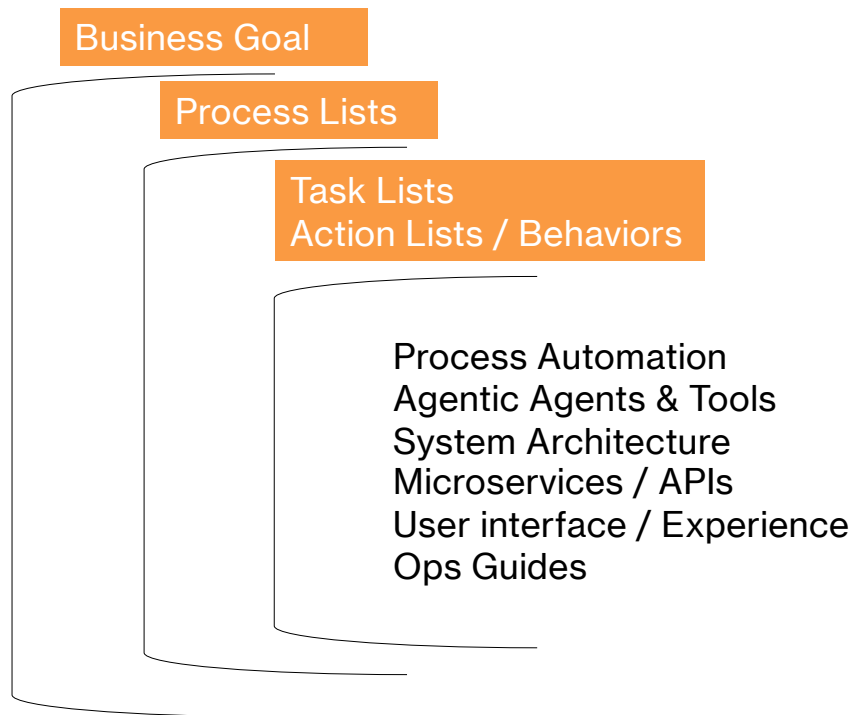 Business Goal
Process Lists
Task Lists
Action Lists / Behaviors
Process Automation
Agentic Agents & Tools
System Architecture
Microservices / APIs
User interface / Experience
Ops Guides